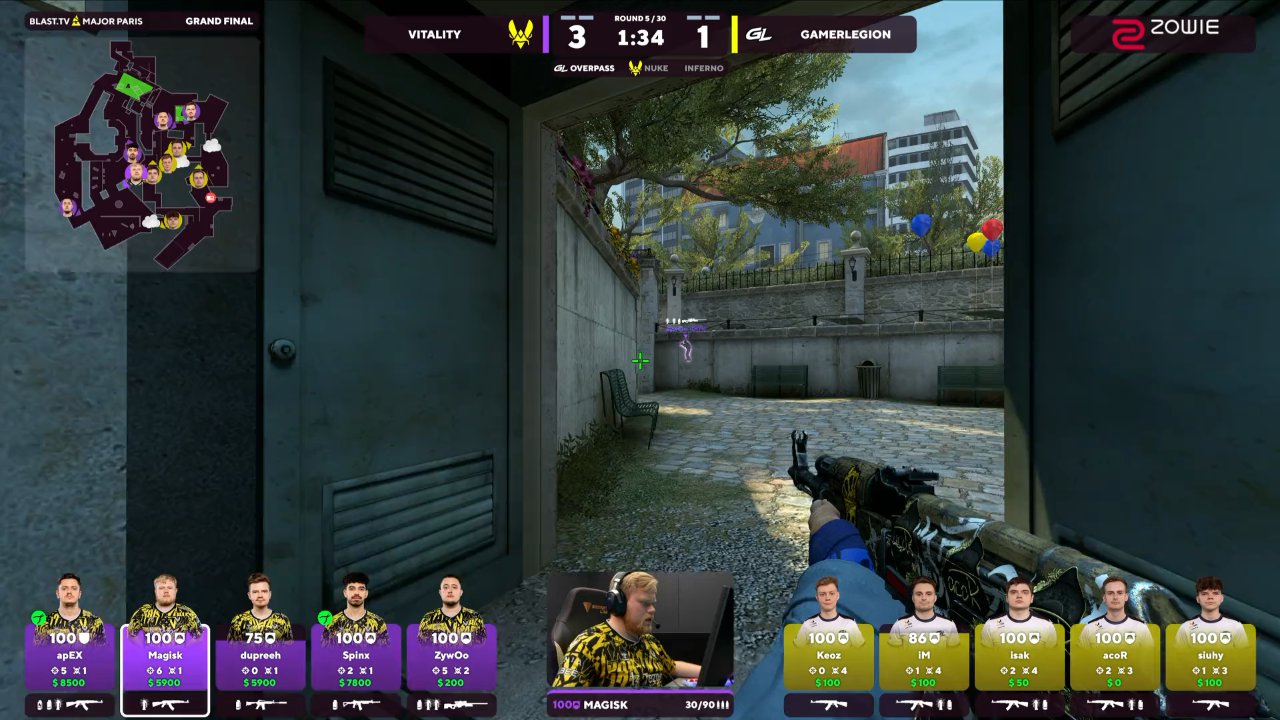 BLAST.TV MAJOR PARIS GRAND FINAL
VITALITY 3 ROUND 5 / 30 1:34 1 GL GAMERLEGION
ZOWIE
GL OVERPASS NUKE INFERNO
100 75 100 100 100
apEX Magisk dupreeh Spinx ZywOo
5 1 6 1 0 1 2 1 5 2
$8500 $5900 $5900 $7800 $200
100 MAGISK 30/90
100 86 100 100 100
Keoz iM isak acoR siuhy
0 4 1 4 2 4 2 3 1 3
$100 $100 $50 $0 $100